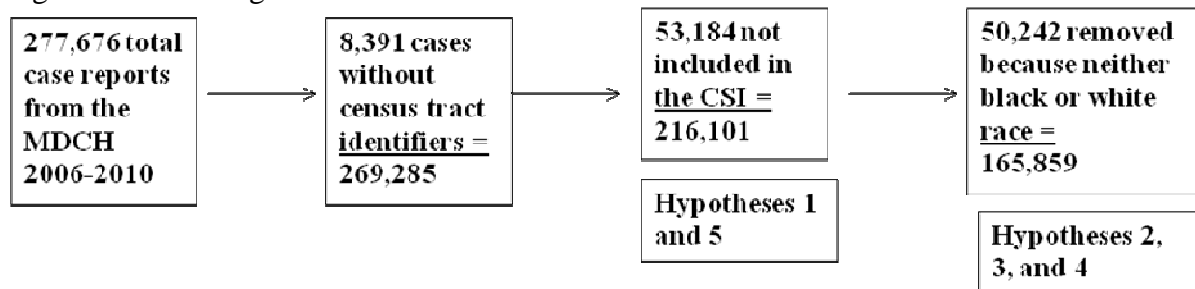 277,676 total
case reports
from the
MDCH
2006-2010
8,391 cases
without
census tract
identifiers =
269,285
53,184 not
included in
the CSI =
216,101
Hypotheses 1
and 5
50,242 removed
because neither
black or white
race =
165,859
Hypotheses 2,
3, and 4